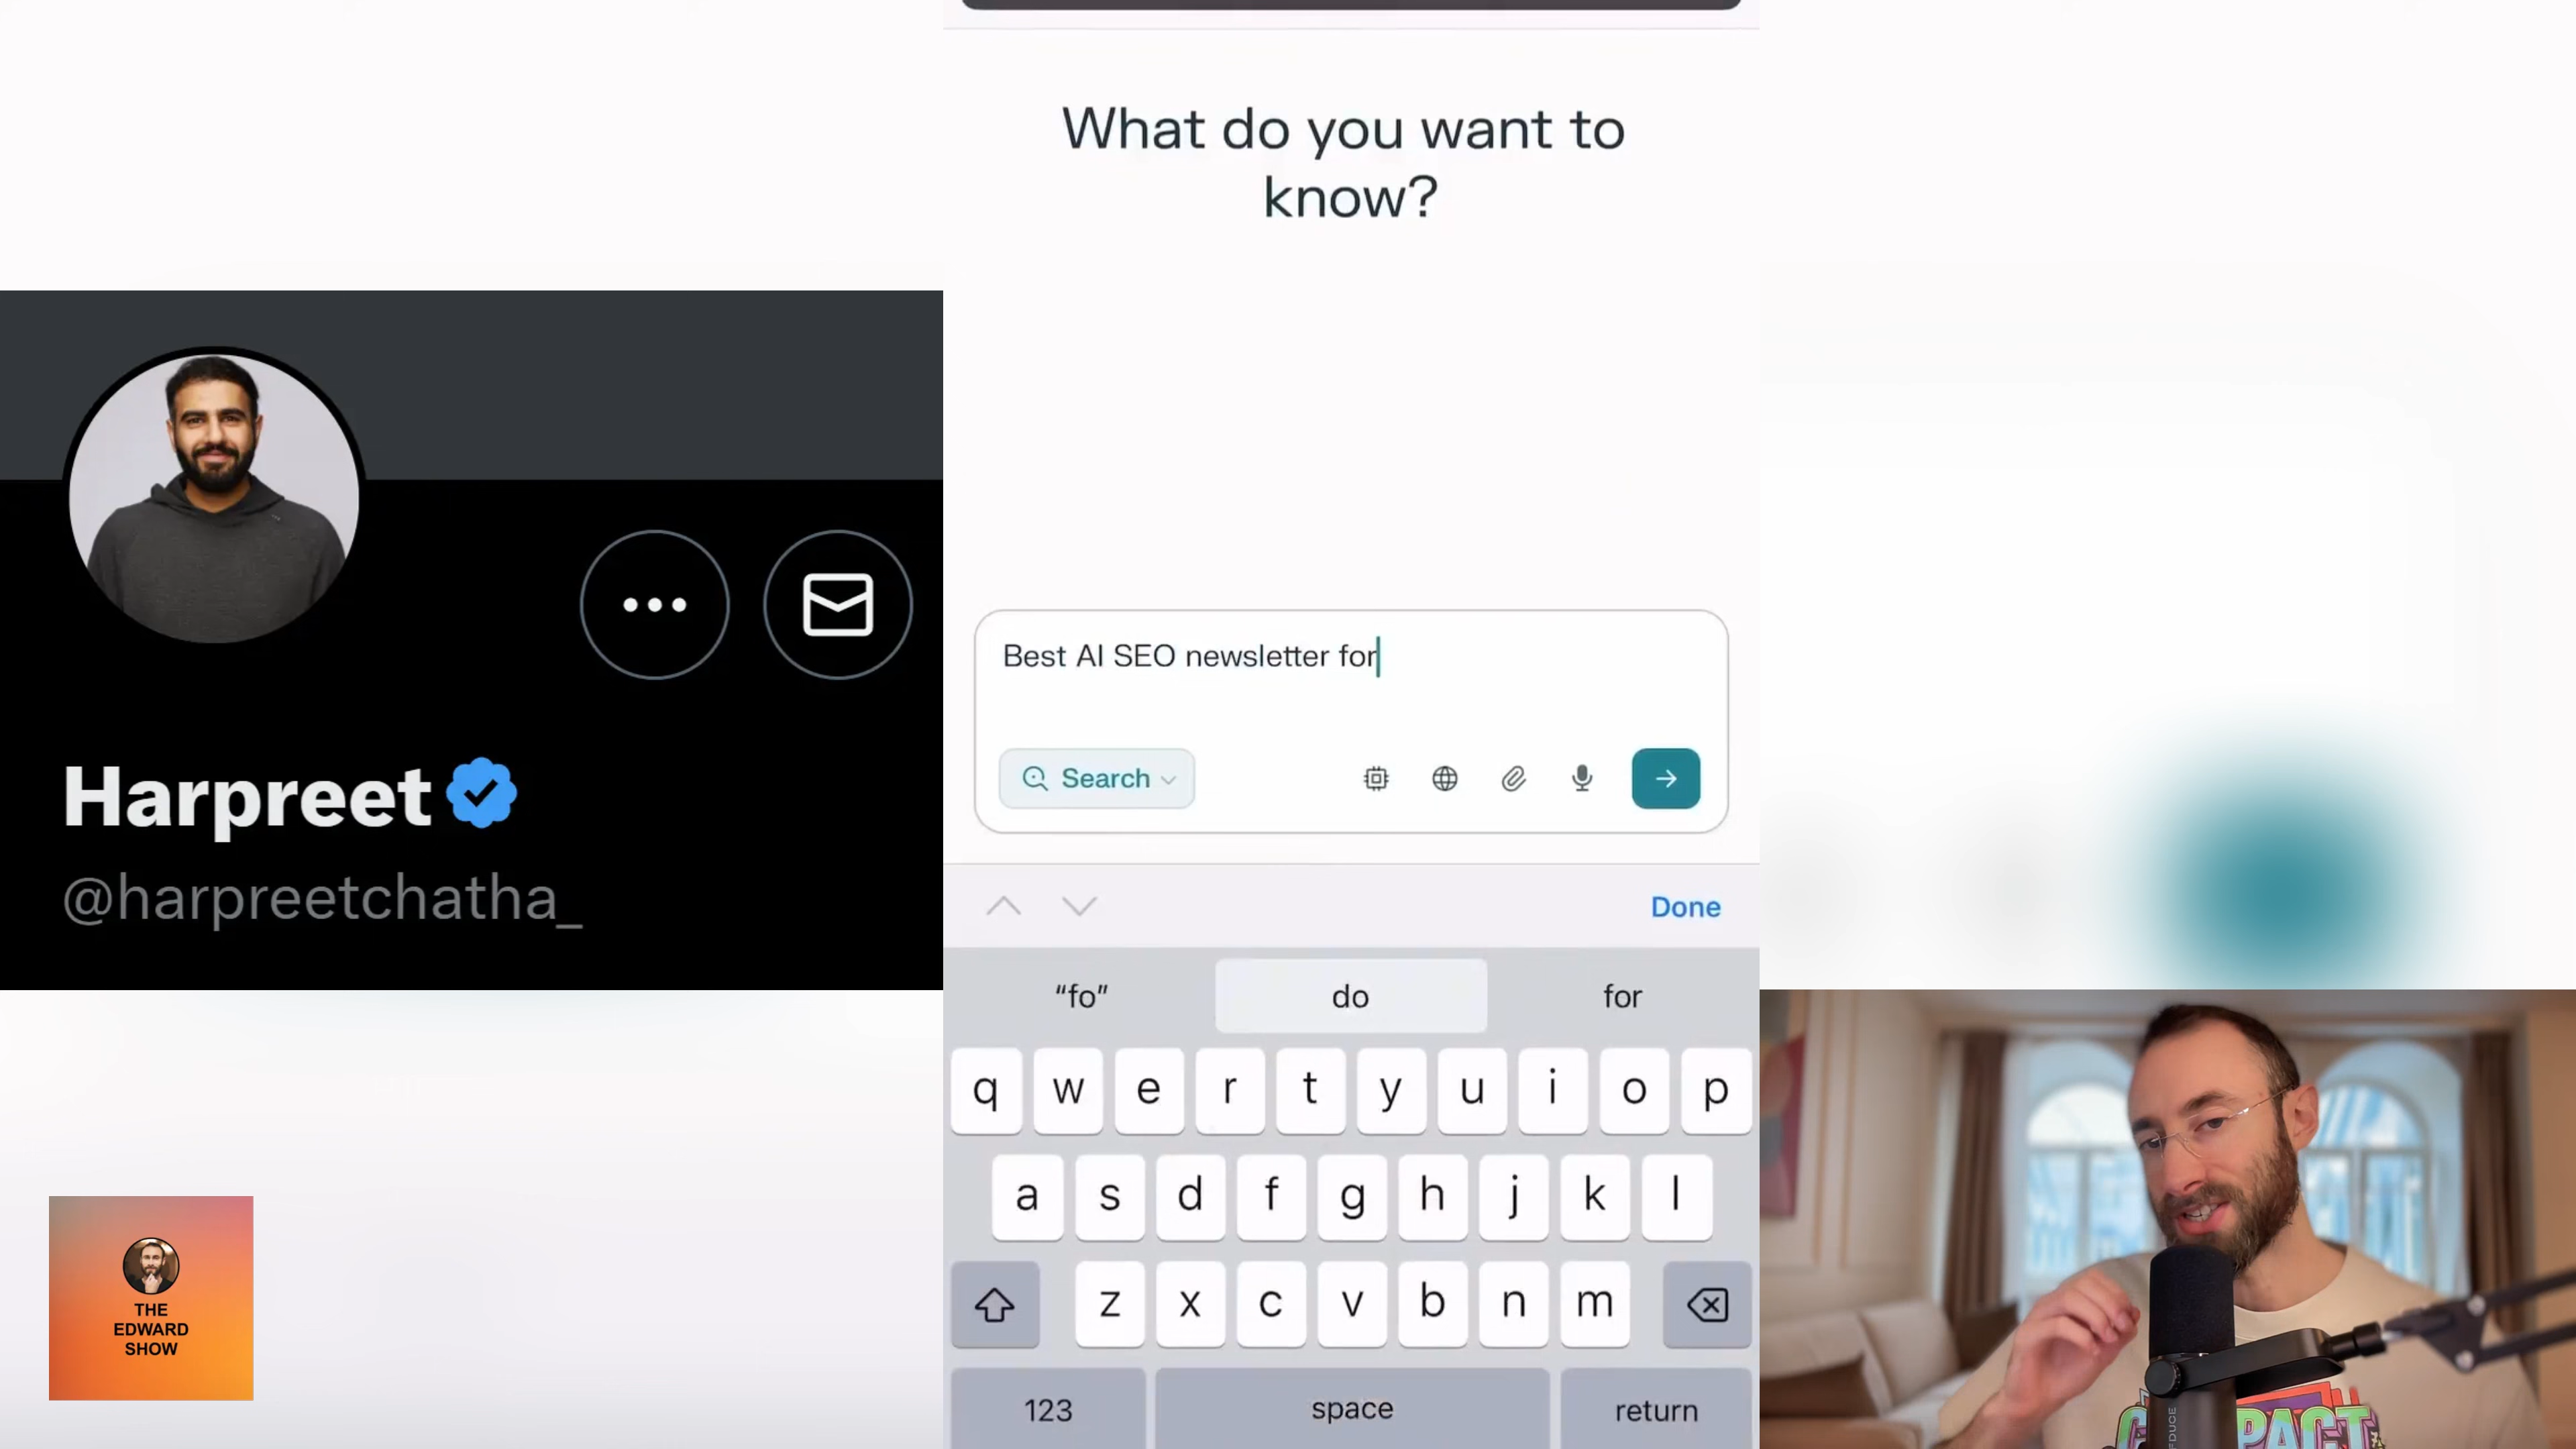 What do you want to
know?
Best AI SEO newsletter for
Search
Harpreet
@harpreetchatha_
Done
“fo”
do
for
q w e r t y u i o p
a s d f g h j k l
z x c v b n m
123
space
return
THE
EDWARD
SHOW